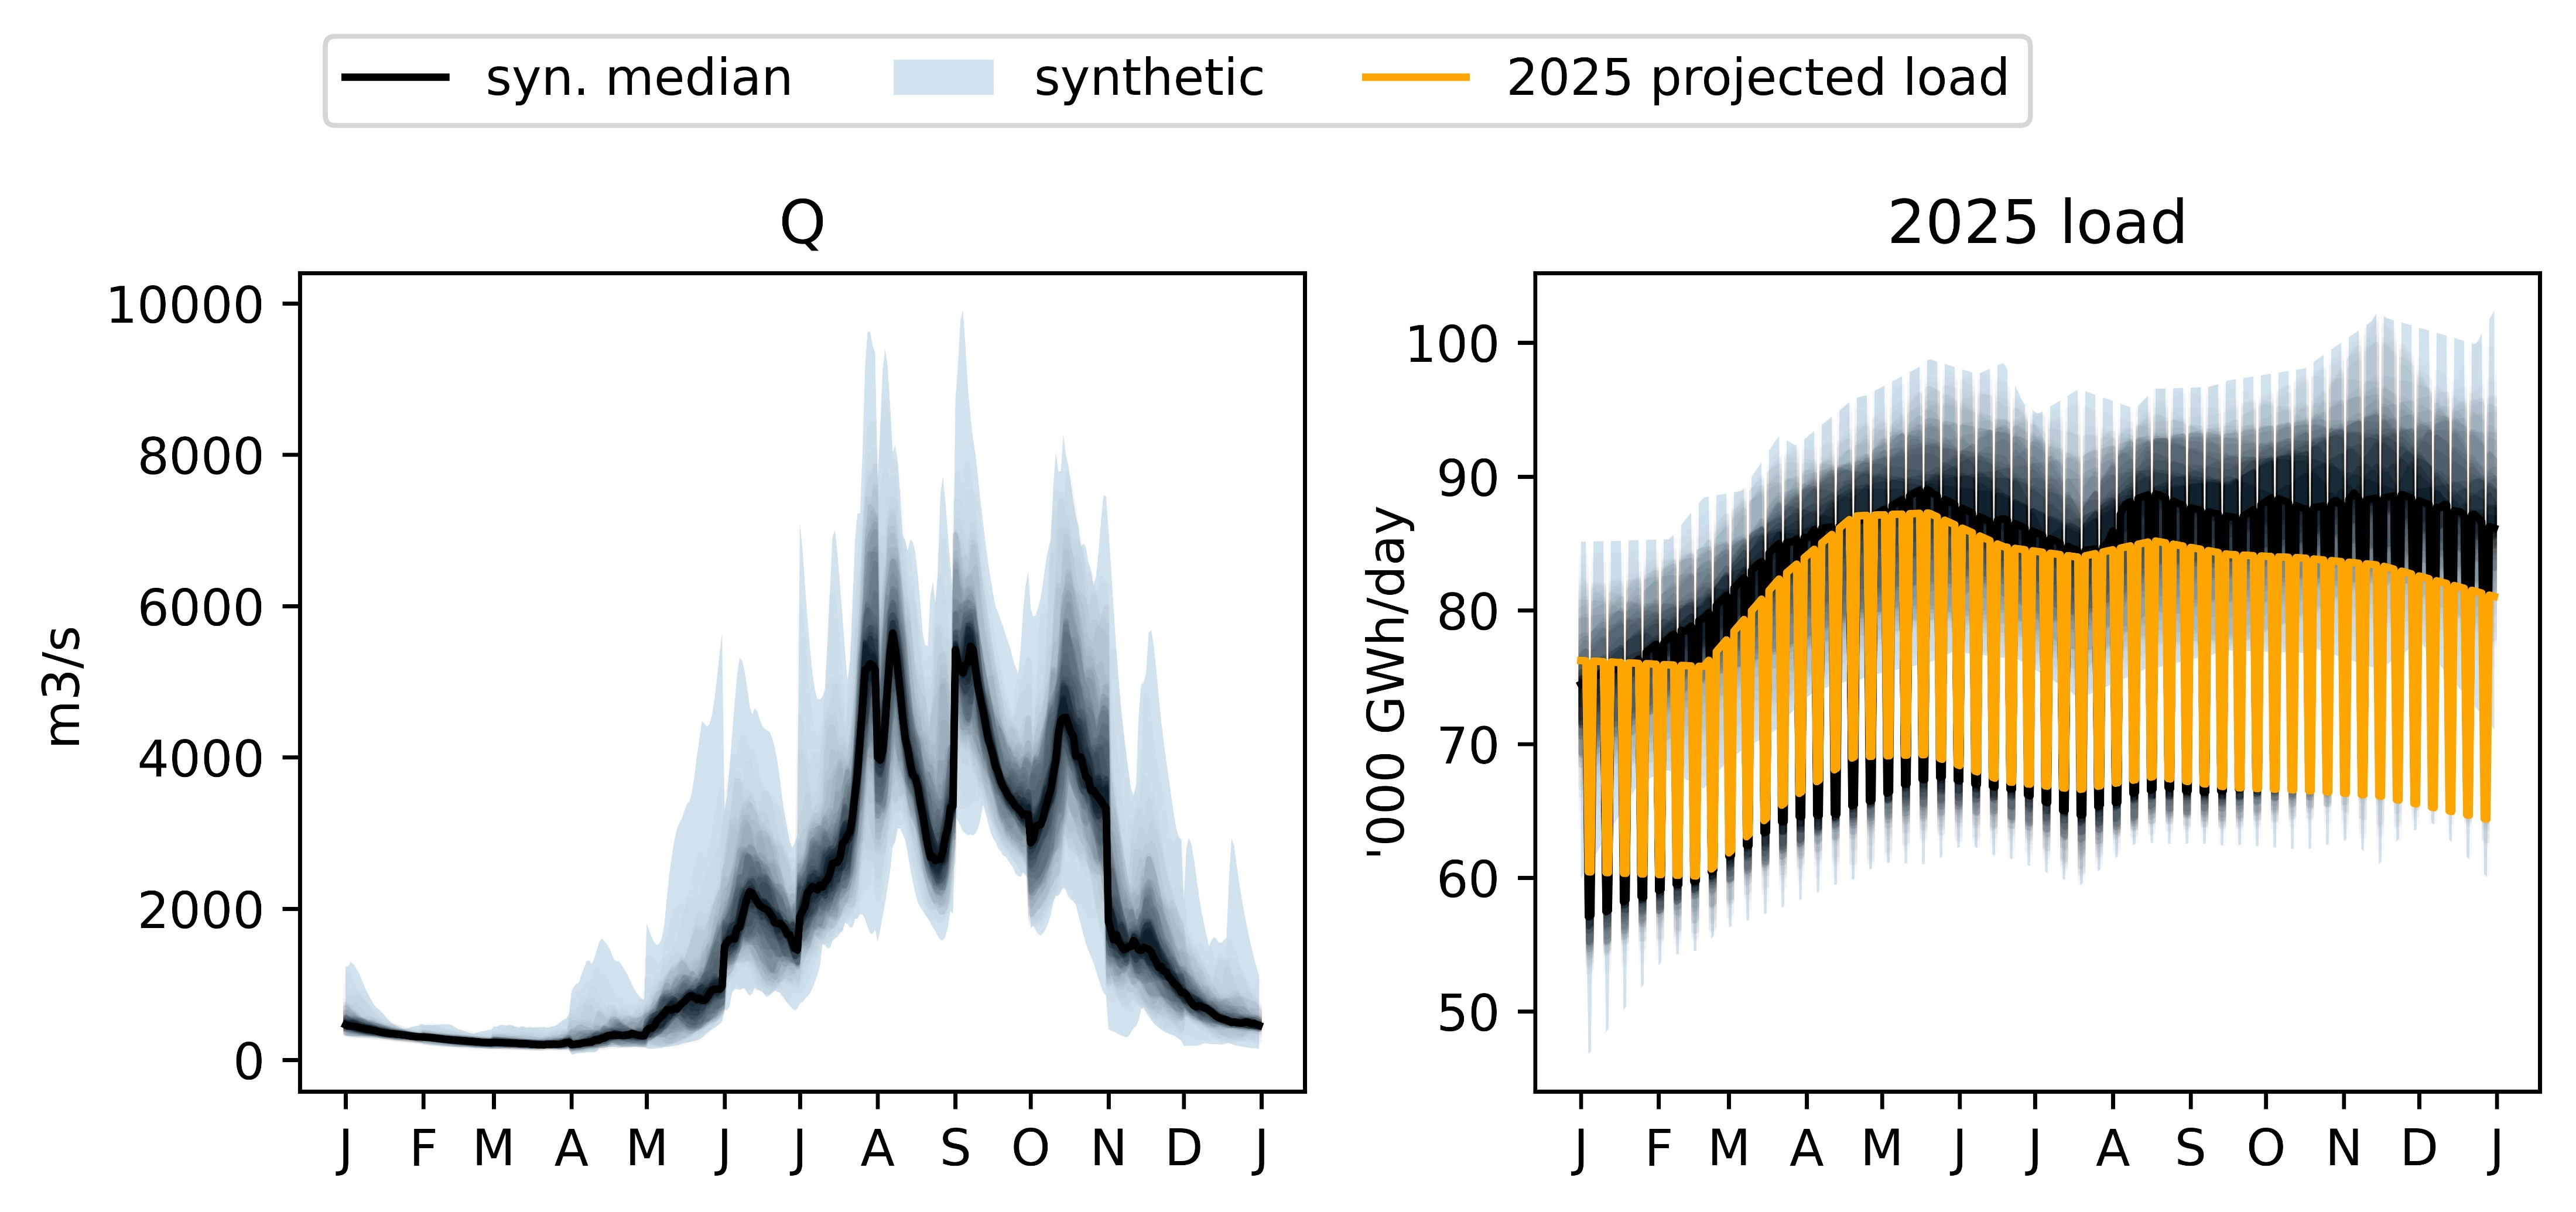 syn. median synthetic 2025 projected load
Q
10000
8000
6000
4000
2000
0
m3/s
J F M A M J J A S O N D J
2025 load
100
90
80
70
60
50
'000 GWh/day
J F M A M J J A S O N D J